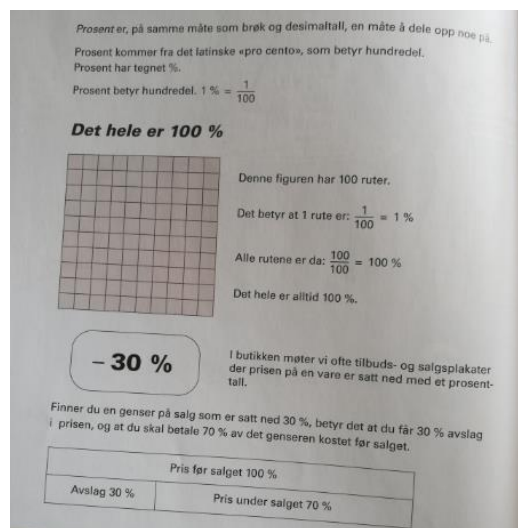 Prosent er, på samme måte som brøk og desimaltall, en måte å dele opp noe på.
Prosent kommer fra det latinske «pro cento», som betyr hundredel.
Prosent har tegnet %.
Prosent betyr hundredel. 1 % = 1/100
Det hele er 100 %
Denne figuren har 100 ruter.
Det betyr at 1 rute er: 1/100 = 1 %
Alle rutene er da: 100/100 = 100 %
Det hele er alltid 100 %.
– 30 %
I butikken møter vi ofte tilbuds- og salgsplakater
der prisen på en vare er satt ned med et prosent-
tall.
Finner du en genser på salg som er satt ned 30 %, betyr det at du får 30 % avslag
i prisen, og at du skal betale 70 % av det genseren kostet før salget.
Pris før salget 100 %
Avslag 30 %
Pris under salget 70 %